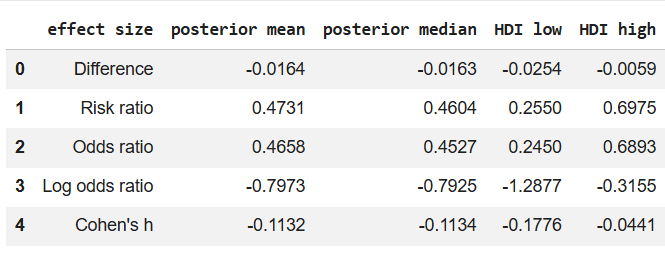 effect size posterior mean posterior median HDI low HDI high
0 Difference -0.0164 -0.0163 -0.0254 -0.0059
1 Risk ratio 0.4731 0.4604 0.2550 0.6975
2 Odds ratio 0.4658 0.4527 0.2450 0.6893
3 Log odds ratio -0.7973 -0.7925 -1.2877 -0.3155
4 Cohen's h -0.1132 -0.1134 -0.1776 -0.0441